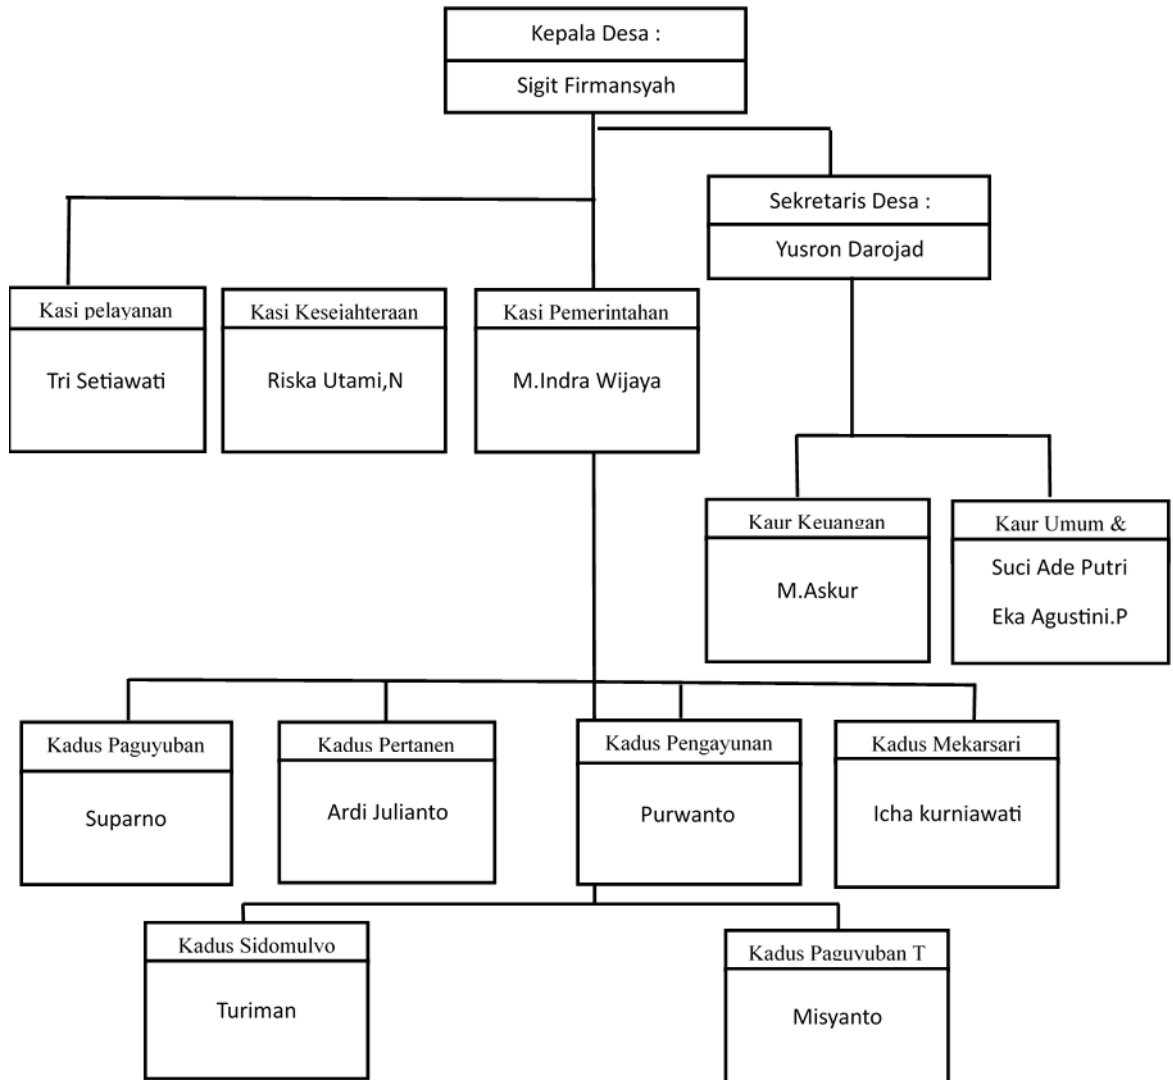 Kepala Desa :
Sigit Firmansyah
Sekretaris Desa :
Yusron Darojad
Kasi pelayanan
Tri Setiawati
Kasi Kesejahteraan
Riska Utami,N
Kasi Pemerintahan
M.Indra Wijaya
Kaur Keuangan
M.Askur
Kaur Umum &
Suci Ade Putri
Eka Agustini.P
Kadus Paguyuban
Suparno
Kadus Pertanen
Ardi Julianto
Kadus Pengayunan
Purwanto
Kadus Mekarsari
Icha kurniawati
Kadus Sidomulyo
Turiman
Kadus Paguyuban T
Misyanto